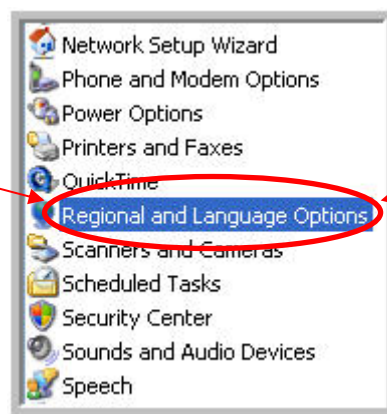 Network Setup Wizard
Phone and Modem Options
Power Options
Printers and Faxes
QuickTime
Regional and Language Options
Scanners and Cameras
Scheduled Tasks
Security Center
Sounds and Audio Devices
Speech